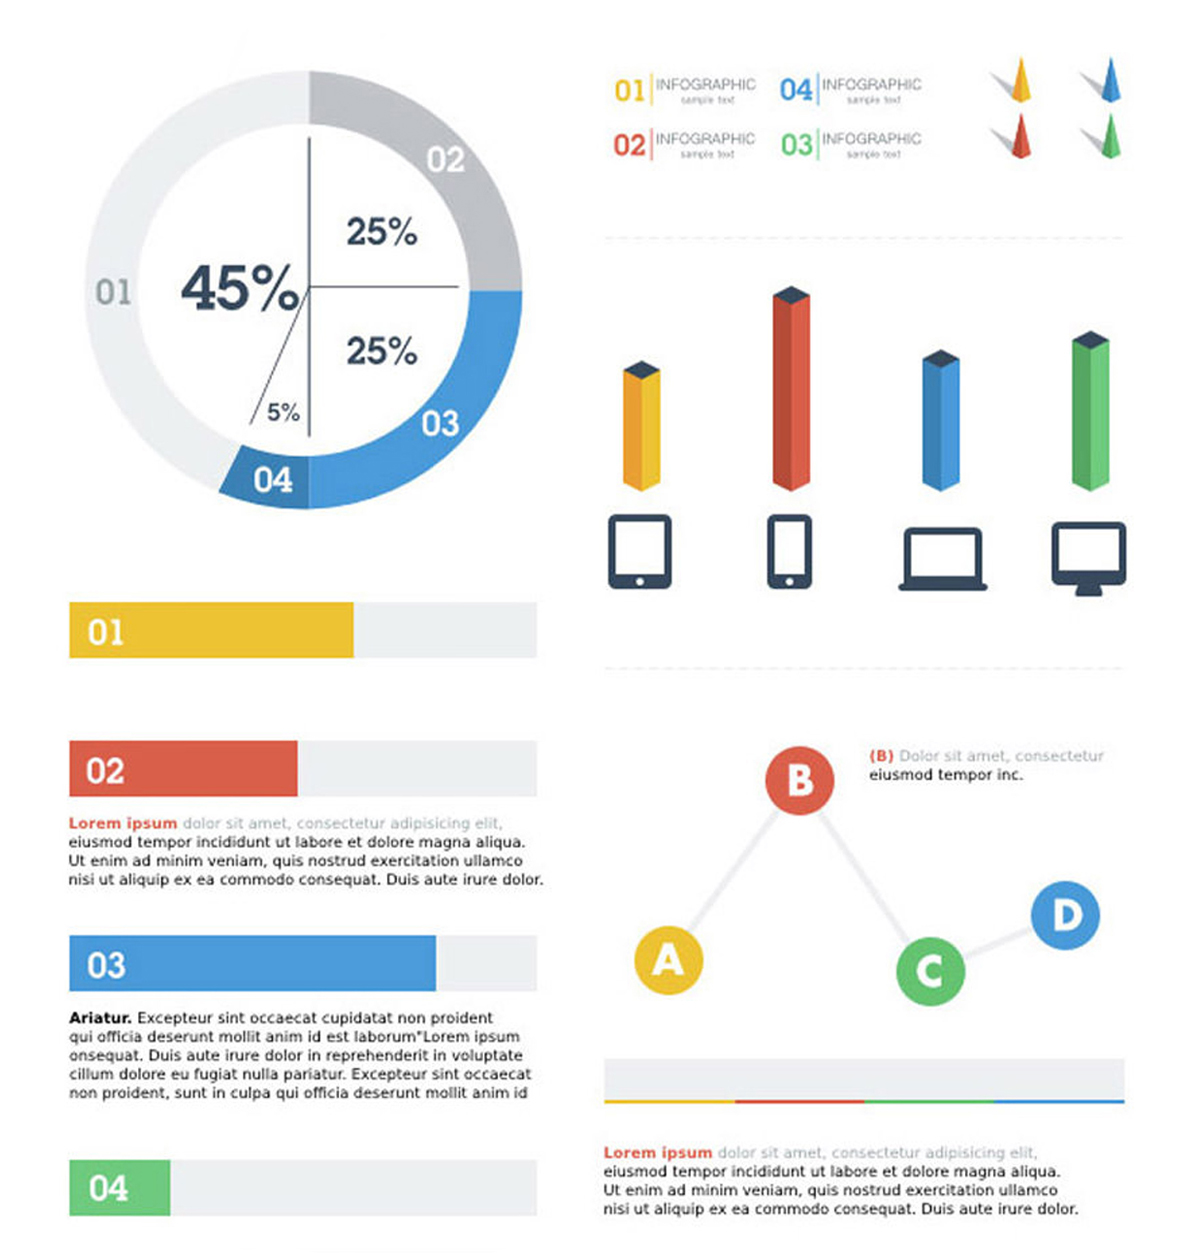 02
25%
45%
01
25%
5%
03
04
01
02
Lorem ipsum dolor sit amet, consectetur adipisicing elit,
eiusmod tempor incididunt ut labore et dolore magna aliqua.
Ut enim ad minim veniam, quis nostrud exercitation ullamco
nisi ut aliquip ex ea commodo consequat. Duis aute irure dolor.
03
Ariatur. Excepteur sint occaecat cupidatat non proident
qui officia deserunt mollit anim id est laborum"Lorem ipsum
onsequat. Duis aute irure dolor in reprehenderit in voluptate
cillum dolore eu fugiat nulla pariatur. Excepteur sint occaecat
non proident, sunt in culpa qui officia deserunt mollit anim id
04
01 INFOGRAPHIC
sample text
04 INFOGRAPHIC
sample text
02 INFOGRAPHIC
sample text
03 INFOGRAPHIC
sample text
B
(B) Dolor sit amet, consectetur
eiusmod tempor inc.
D
A
C
Lorem ipsum dolor sit amet, consectetur adipisicing elit,
eiusmod tempor incididunt ut labore et dolore magna aliqua.
Ut enim ad minim veniam, quis nostrud exercitation ullamco
nisi ut aliquip ex ea commodo consequat. Duis aute irure dolor.